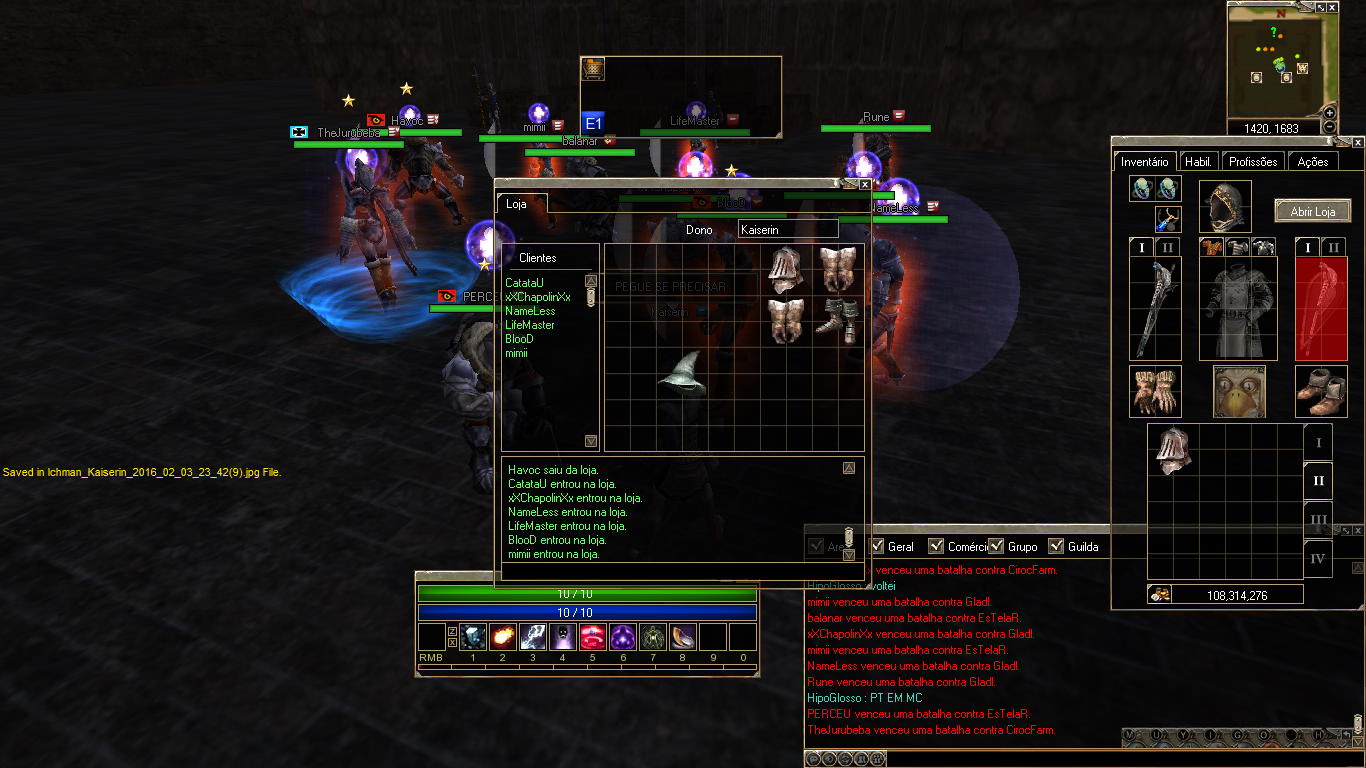 N
1420, 1683
E1
Havoc
TheJurubeba
mimii
balanar
LifeMaster
Rune
BlooD
NameLess
PERCEU
Loja
Dono
Kaiserin
Clientes
CatataU
xXChapolinXx
NameLess
LifeMaster
BlooD
mimii
PEGUE SE PRECISAR
Kaiserin
Havoc saiu da loja.
CatataU entrou na loja.
xXChapolinXx entrou na loja.
NameLess entrou na loja.
LifeMaster entrou na loja.
BlooD entrou na loja.
mimii entrou na loja.
Inventário Habil. Profissões Ações
Abrir Loja
I II I II
I
II
III
IV
108,314,276
Saved in Ichman_Kaiserin_2016_02_03_23_42(9).jpg File.
10 / 10
10 / 10
Z
X
RMB 1 2 3 4 5 6 7 8 9 0
Geral Comérci Grupo Guilda
venceu uma batalha contra CirocFarm.
HipoGlosso voltei
mimii venceu uma batalha contra Gladl.
balanar venceu uma batalha contra EsTelaR.
xXChapolinXx venceu uma batalha contra Gladl.
mimii venceu uma batalha contra EsTelaR.
NameLess venceu uma batalha contra Gladl.
Rune venceu uma batalha contra Gladl.
HipoGlosso : PT EM MC
PERCEU venceu uma batalha contra EsTelaR.
TheJurubeba venceu uma batalha contra CirocFarm.
M U Y I G O H